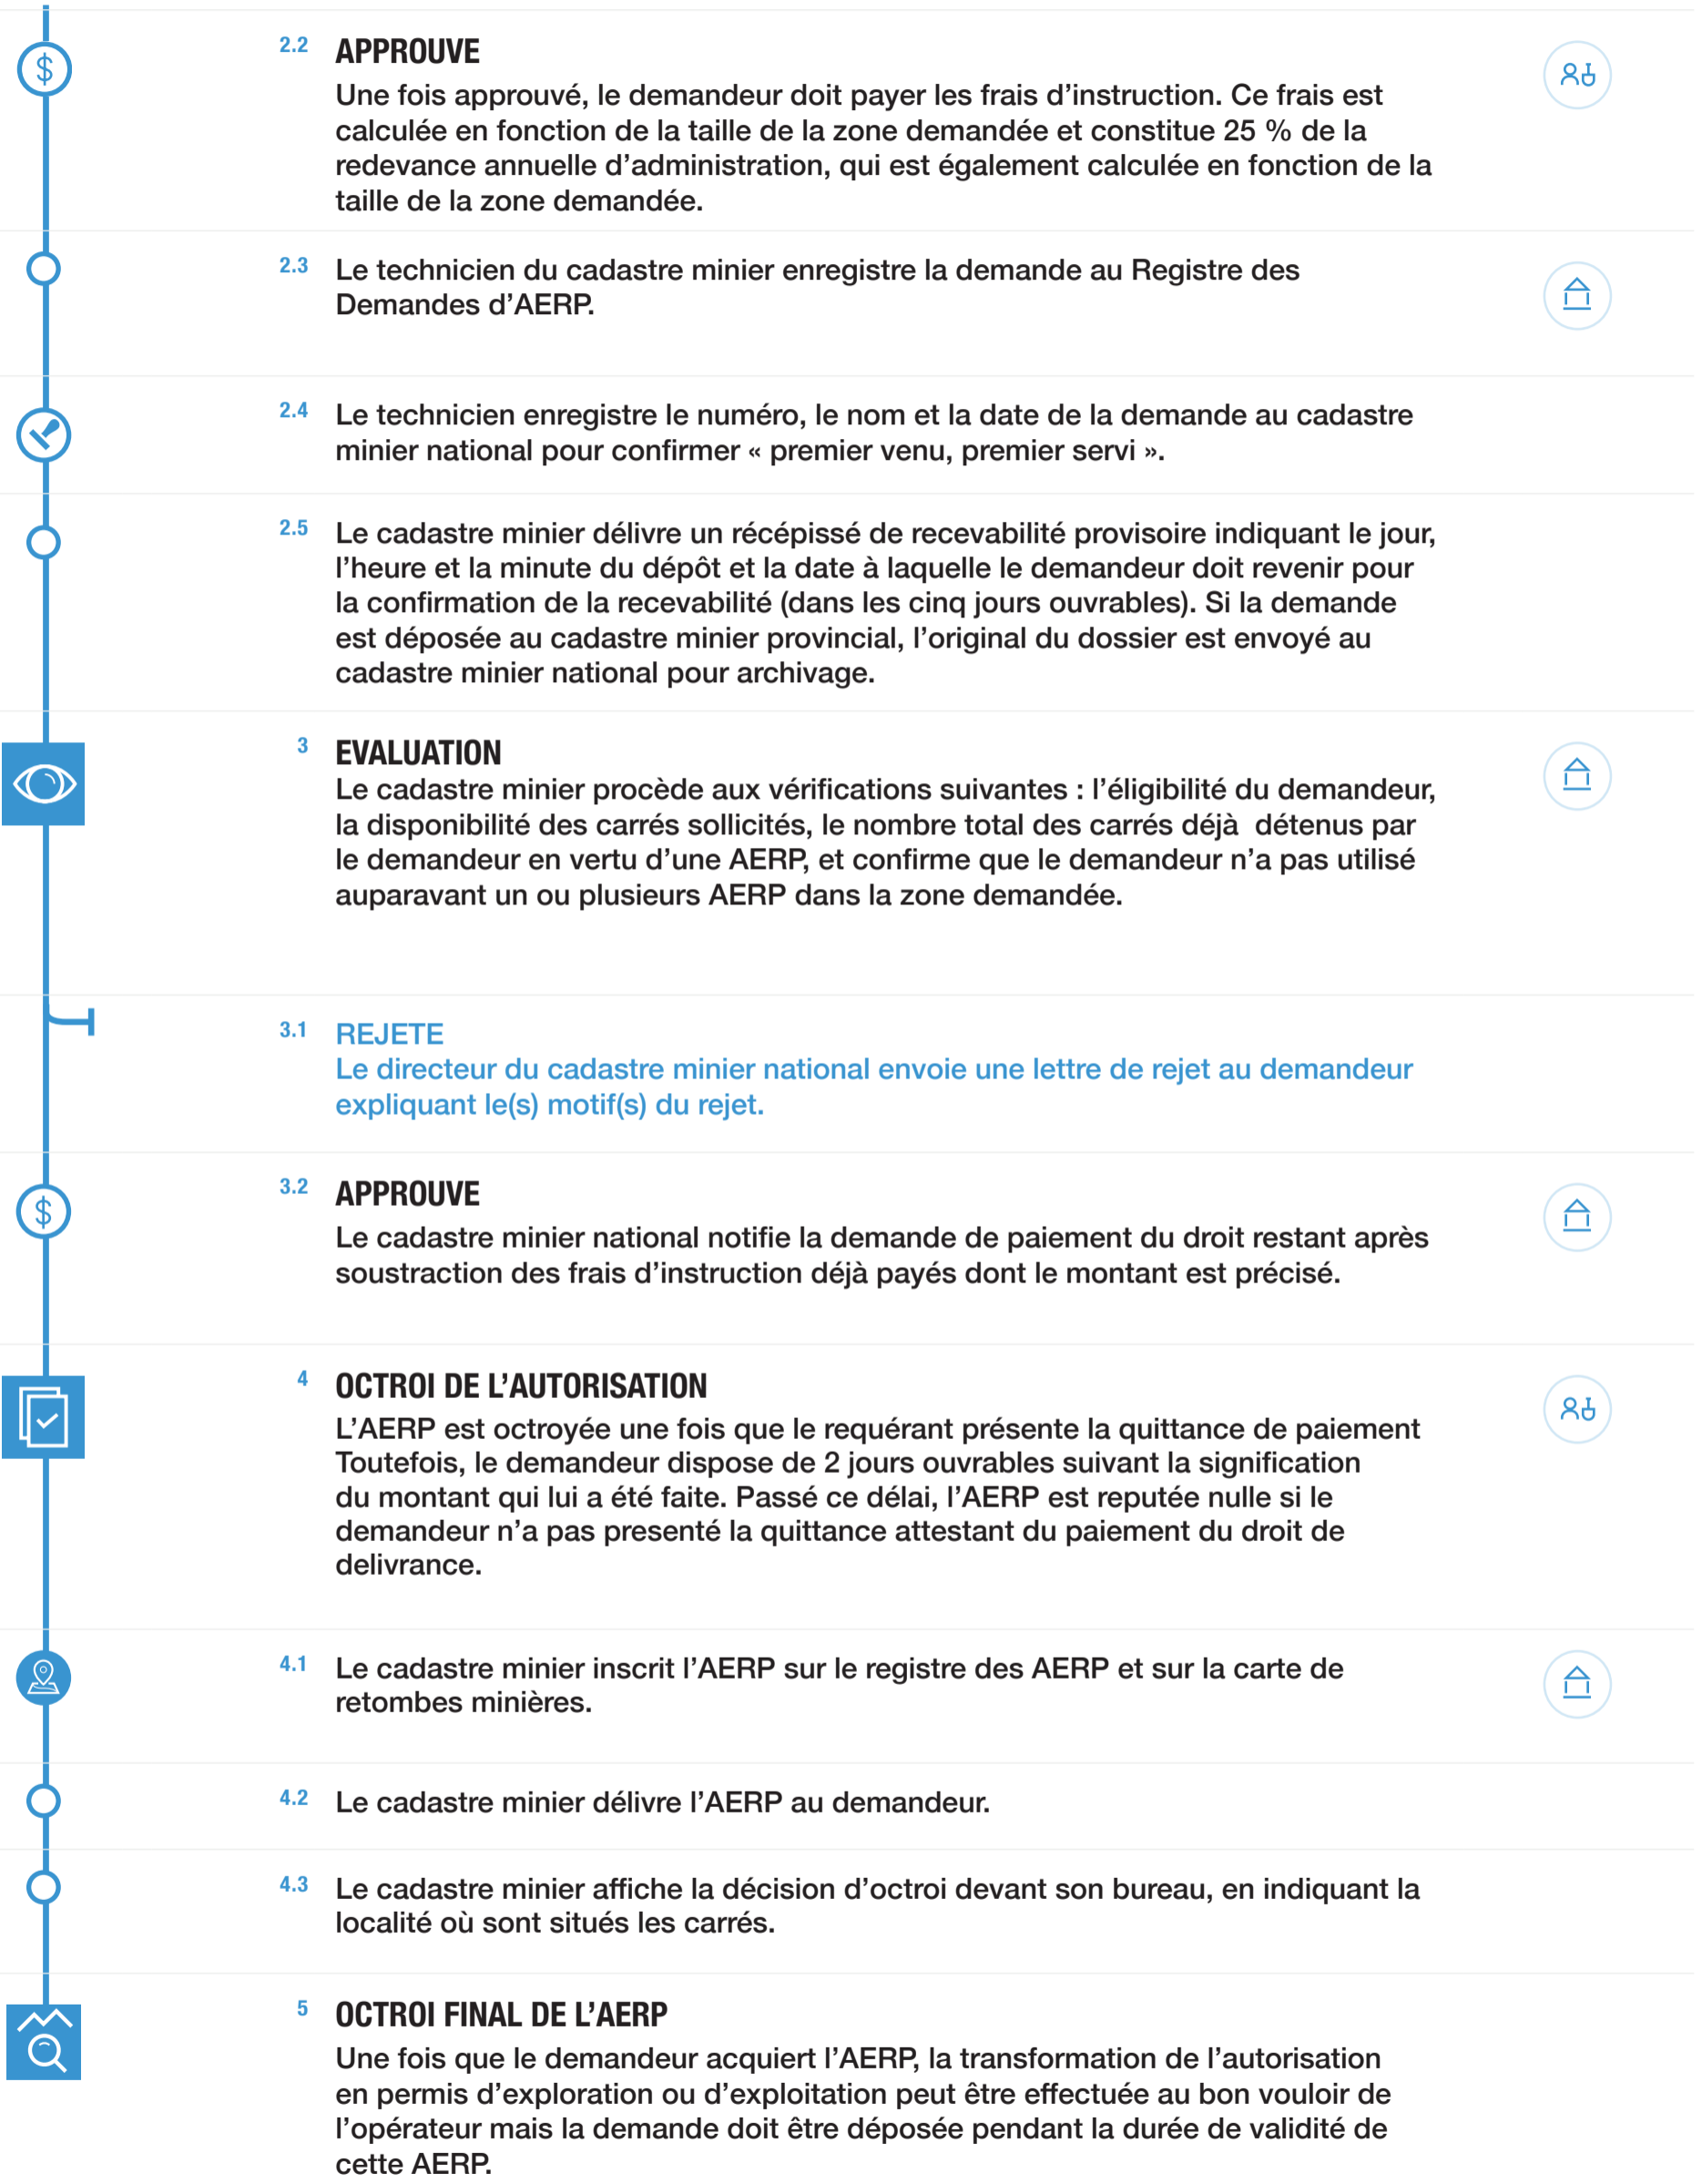 2.2 APPROUVE
Une fois approuvé, le demandeur doit payer les frais d’instruction. Ce frais est
calculée en fonction de la taille de la zone demandée et constitue 25 % de la
redevance annuelle d’administration, qui est également calculée en fonction de la
taille de la zone demandée.
2.3 Le technicien du cadastre minier enregistre la demande au Registre des
Demandes d’AERP.
2.4 Le technicien enregistre le numéro, le nom et la date de la demande au cadastre
minier national pour confirmer « premier venu, premier servi ».
2.5 Le cadastre minier délivre un récépissé de recevabilité provisoire indiquant le jour,
l’heure et la minute du dépôt et la date à laquelle le demandeur doit revenir pour
la confirmation de la recevabilité (dans les cinq jours ouvrables). Si la demande
est déposée au cadastre minier provincial, l’original du dossier est envoyé au
cadastre minier national pour archivage.
3 EVALUATION
Le cadastre minier procède aux vérifications suivantes : l’éligibilité du demandeur,
la disponibilité des carrés sollicités, le nombre total des carrés déjà détenus par
le demandeur en vertu d’une AERP, et confirme que le demandeur n’a pas utilisé
auparavant un ou plusieurs AERP dans la zone demandée.
3.1 REJETE
Le directeur du cadastre minier national envoie une lettre de rejet au demandeur
expliquant le(s) motif(s) du rejet.
3.2 APPROUVE
Le cadastre minier national notifie la demande de paiement du droit restant après
soustraction des frais d’instruction déjà payés dont le montant est précisé.
4 OCTROI DE L’AUTORISATION
L’AERP est octroyée une fois que le requérant présente la quittance de paiement
Toutefois, le demandeur dispose de 2 jours ouvrables suivant la signification
du montant qui lui a été faite. Passé ce délai, l’AERP est reputée nulle si le
demandeur n’a pas presenté la quittance attestant du paiement du droit de
delivrance.
4.1 Le cadastre minier inscrit l’AERP sur le registre des AERP et sur la carte de
retombes minières.
4.2 Le cadastre minier délivre l’AERP au demandeur.
4.3 Le cadastre minier affiche la décision d’octroi devant son bureau, en indiquant la
localité où sont situés les carrés.
5 OCTROI FINAL DE L’AERP
Une fois que le demandeur acquiert l’AERP, la transformation de l’autorisation
en permis d’exploration ou d’exploitation peut être effectuée au bon vouloir de
l’opérateur mais la demande doit être déposée pendant la durée de validité de
cette AERP.